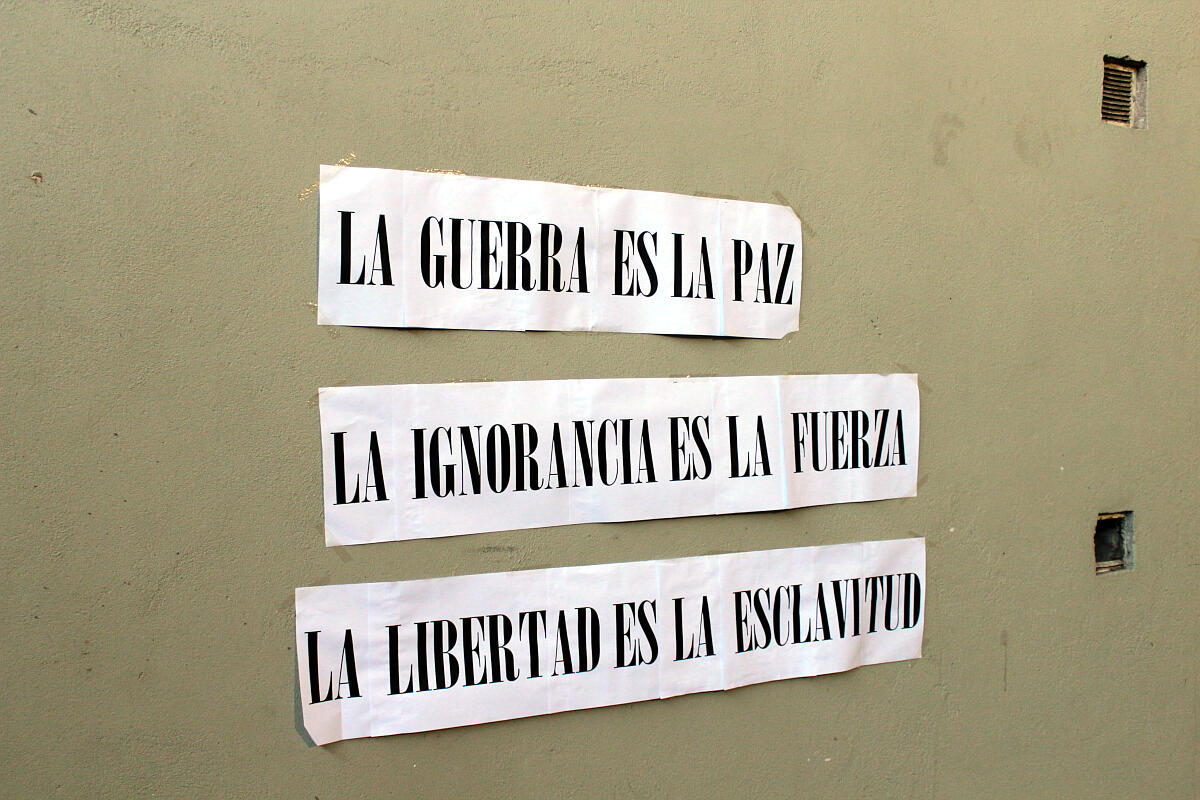 LA GUERRA ES LA PAZ
LA IGNORANCIA ES LA FUERZA
LA LIBERTAD ES LA ESCLAVITUD